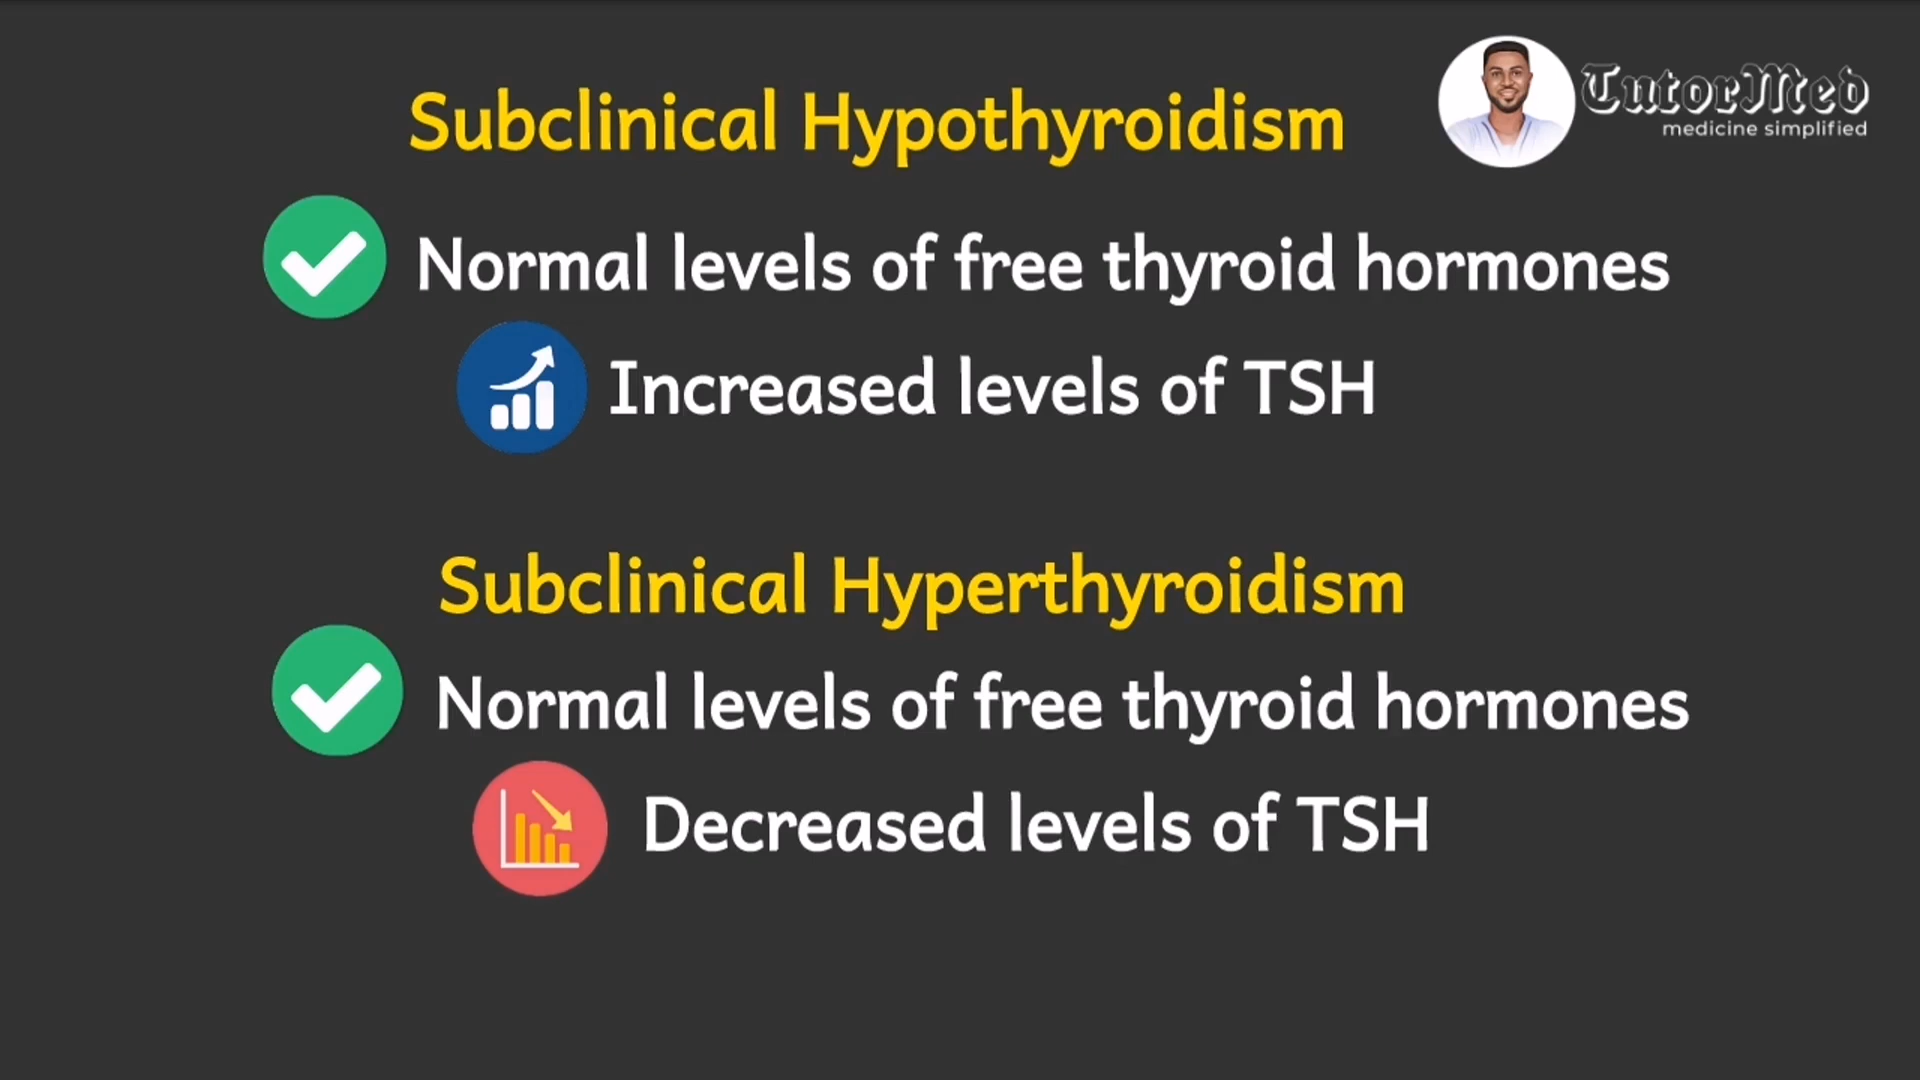 TutorMed
medicine simplified
Subclinical Hypothyroidism
Normal levels of free thyroid hormones
Increased levels of TSH
Subclinical Hyperthyroidism
Normal levels of free thyroid hormones
Decreased levels of TSH